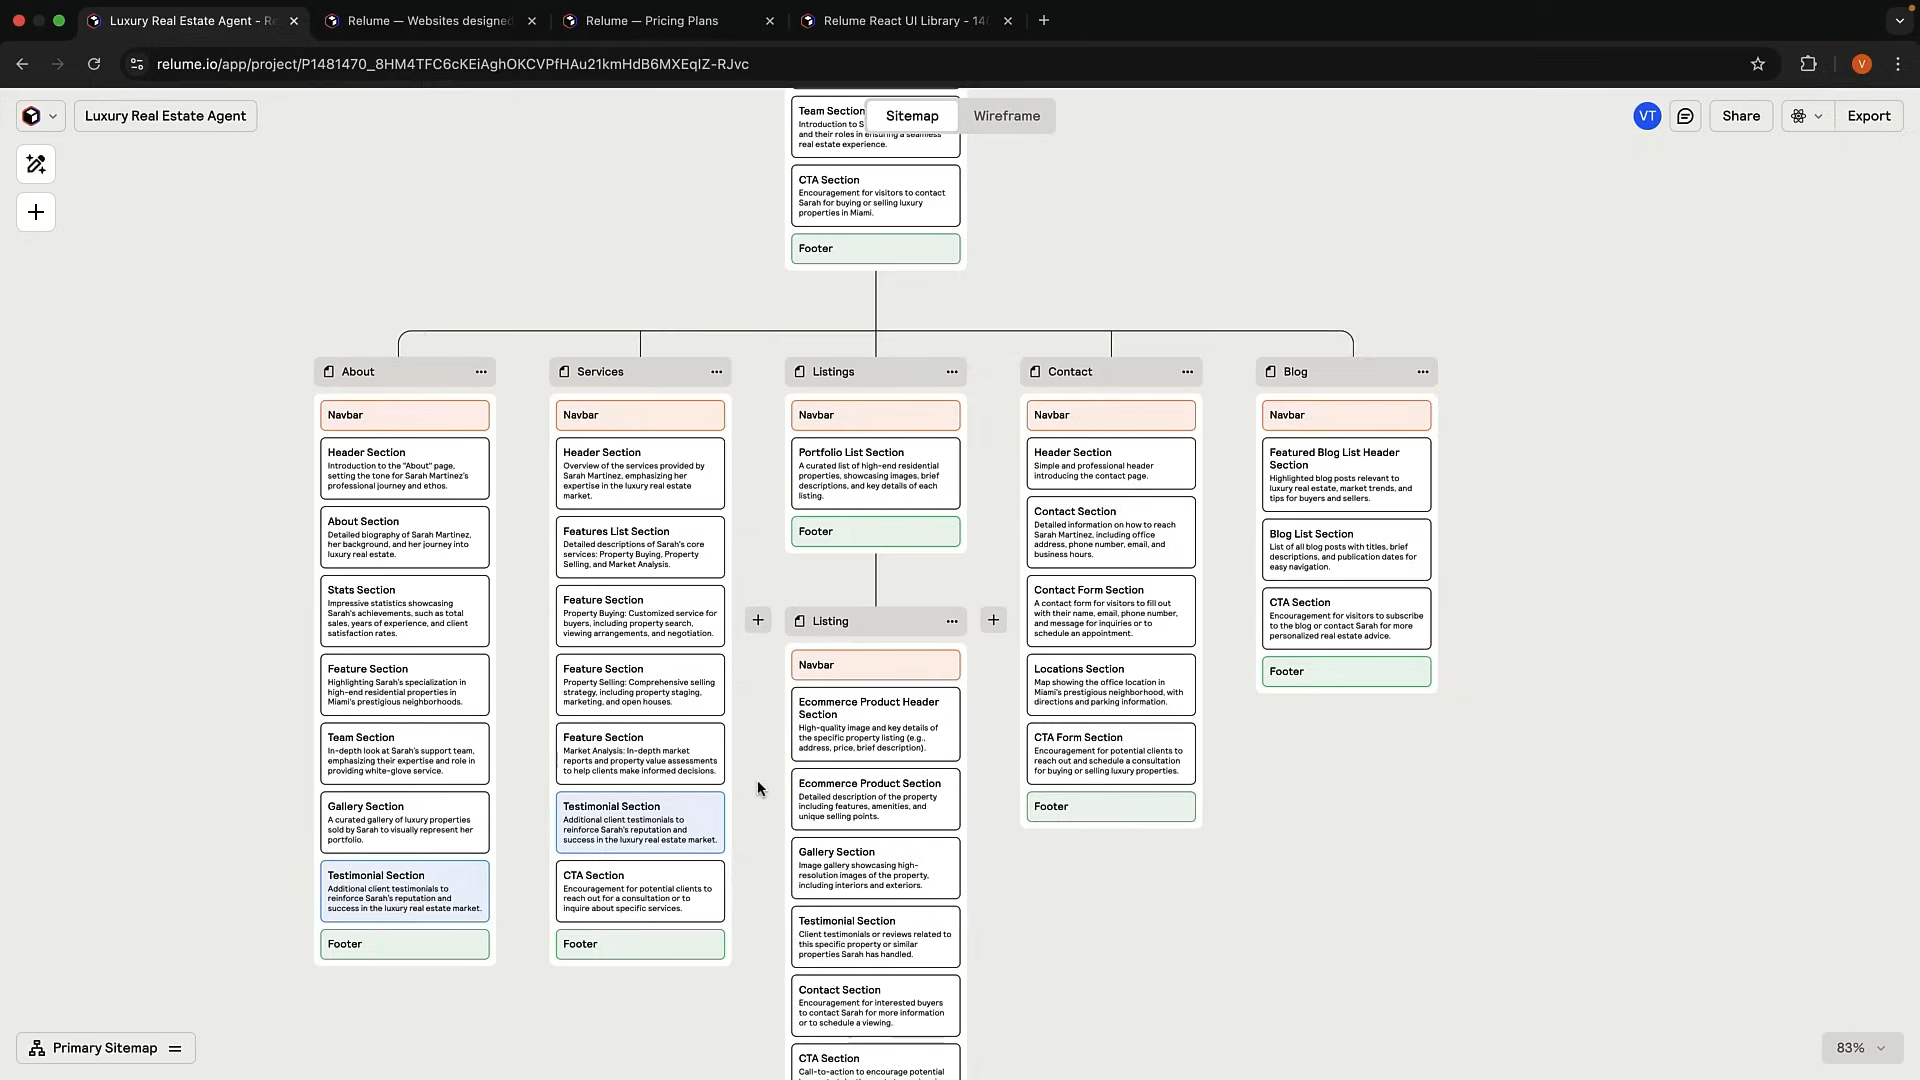 Luxury Real Estate Agent - Re
Relume — Websites designed
Relume — Pricing Plans
Relume React UI Library - 140
relume.io/app/project/P1481470_8HM4TFC6cKEiAghOKCVPfHAu21kmHdB6MXEqIZ-RJvc
V
Luxury Real Estate Agent
Sitemap
Wireframe
VT
Share
Export
Team Section
Introduction to S
and their roles in ensuring a seamless
real estate experience.
CTA Section
Encouragement for visitors to contact
Sarah for buying or selling luxury
properties in Miami.
Footer
About
Navbar
Header Section
Introduction to the "About" page,
setting the tone for Sarah Martinez's
professional journey and ethos.
About Section
Detailed biography of Sarah Martinez,
her background, and her journey into
luxury real estate.
Stats Section
Impressive statistics showcasing
Sarah's achievements, such as total
sales, years of experience, and client
satisfaction rates.
Feature Section
Highlighting Sarah's specialization in
high-end residential properties in
Miami's prestigious neighborhoods.
Team Section
In-depth look at Sarah's support team,
emphasizing their expertise and role in
providing white-glove service.
Gallery Section
A curated gallery of luxury properties
sold by Sarah to visually represent her
portfolio.
Testimonial Section
Additional client testimonials to
reinforce Sarah's reputation and
success in the luxury real estate market.
Footer
Services
Navbar
Header Section
Overview of the services provided by
Sarah Martinez, emphasizing her
expertise in the luxury real estate
market.
Features List Section
Detailed descriptions of Sarah's core
services: Property Buying, Property
Selling, and Market Analysis.
Feature Section
Property Buying: Customized service for
buyers, including property search,
viewing arrangements, and negotiation.
Feature Section
Property Selling: Comprehensive selling
strategy, including property staging,
marketing, and open houses.
Feature Section
Market Analysis: In-depth market
reports and property value assessments
to help clients make informed decisions.
Testimonial Section
Additional client testimonials to
reinforce Sarah's reputation and
success in the luxury real estate market.
CTA Section
Encouragement for potential clients to
reach out for a consultation or to
inquire about specific services.
Footer
Listings
Navbar
Portfolio List Section
A curated list of high-end residential
properties, showcasing images, brief
descriptions, and key details of each
listing.
Footer
Listing
Navbar
Ecommerce Product Header
Section
High-quality image and key details of
the specific property listing (e.g.,
address, price, brief description).
Ecommerce Product Section
Detailed description of the property
including features, amenities, and
unique selling points.
Gallery Section
Image gallery showcasing high-
resolution images of the property,
including interiors and exteriors.
Testimonial Section
Client testimonials or reviews related to
this specific property or similar
properties Sarah has handled.
Contact Section
Encouragement for interested buyers
to contact Sarah for more information
or to schedule a viewing.
CTA Section
Call-to-action to encourage potential
Contact
Navbar
Header Section
Simple and professional header
introducing the contact page.
Contact Section
Detailed information on how to reach
Sarah Martinez, including office
address, phone number, email, and
business hours.
Contact Form Section
A contact form for visitors to fill out
with their name, email, phone number,
and message for inquiries or to
schedule an appointment.
Locations Section
Map showing the office location in
Miami's prestigious neighborhood, with
directions and parking information.
CTA Form Section
Encouragement for potential clients to
reach out and schedule a consultation
for buying or selling luxury properties.
Footer
Blog
Navbar
Featured Blog List Header
Section
Highlighted blog posts relevant to
luxury real estate, market trends, and
tips for buyers and sellers.
Blog List Section
List of all blog posts with titles, brief
descriptions, and publication dates for
easy navigation.
CTA Section
Encouragement for visitors to subscribe
to the blog or contact Sarah for more
personalized real estate advice.
Footer
Primary Sitemap
83%